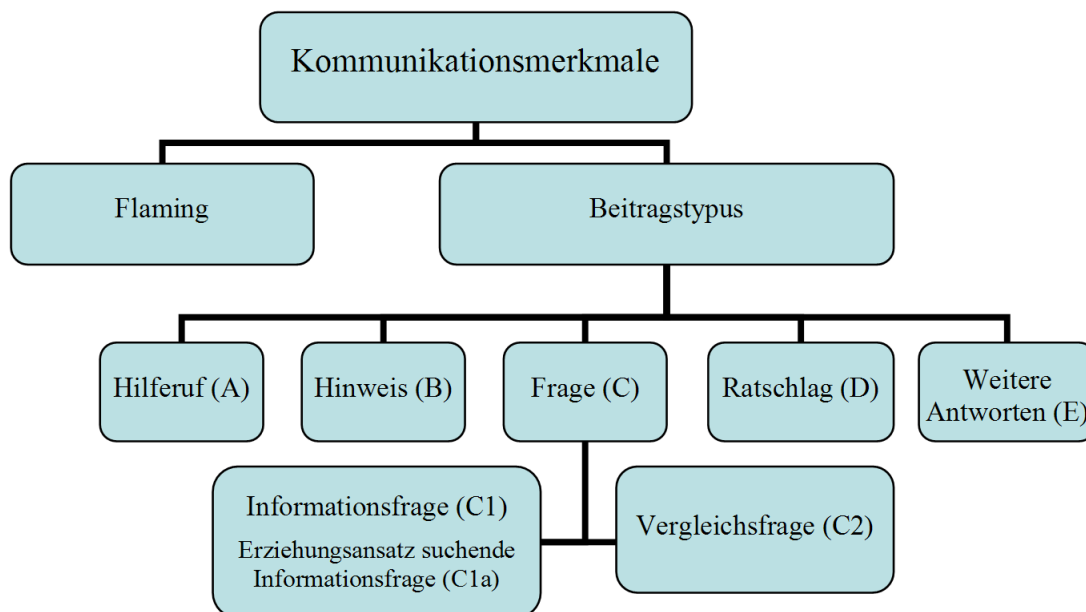 Kommunikationsmerkmale
Flaming
Beitragstypus
Hilferuf (A)
Hinweis (B)
Frage (C)
Ratschlag (D)
Weitere
Antworten (E)
Informationsfrage (C1)
Erziehungsansatz suchende
Informationsfrage (C1a)
Vergleichsfrage (C2)